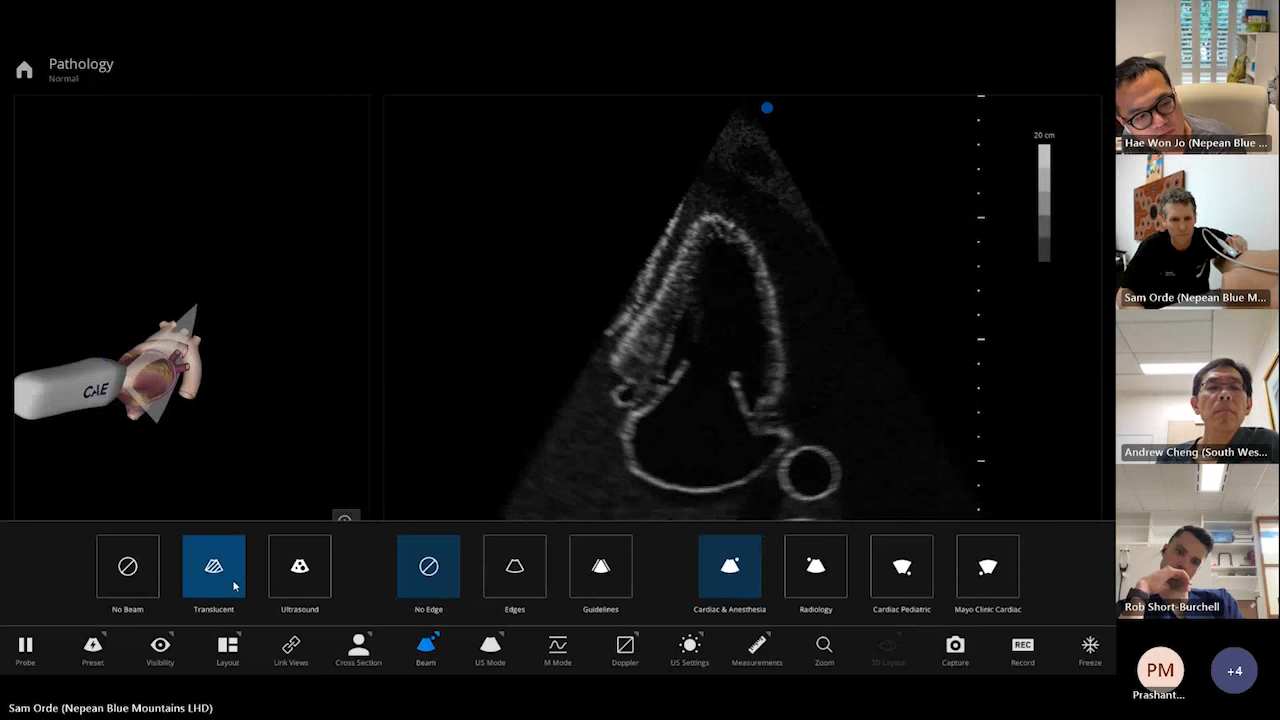 Pathology
Normal
20 cm
CAE
No Beam
Translucent
Ultrasound
No Edge
Edges
Guidelines
Cardiac & Anesthesia
Radiology
Cardiac Pediatric
Mayo Clinic Cardiac
Probe
Preset
Visibility
Layout
Link Views
Cross Section
Beam
US Mode
M Mode
Doppler
US Settings
Measurements
Zoom
3D Layout
Capture
REC
Record
Freeze
Hae Won Jo (Nepean Blue ...
Sam Orde (Nepean Blue M...
Andrew Cheng (South Wes...
Rob Short-Burchell
PM
Prashant...
+4
Sam Orde (Nepean Blue Mountains LHD)